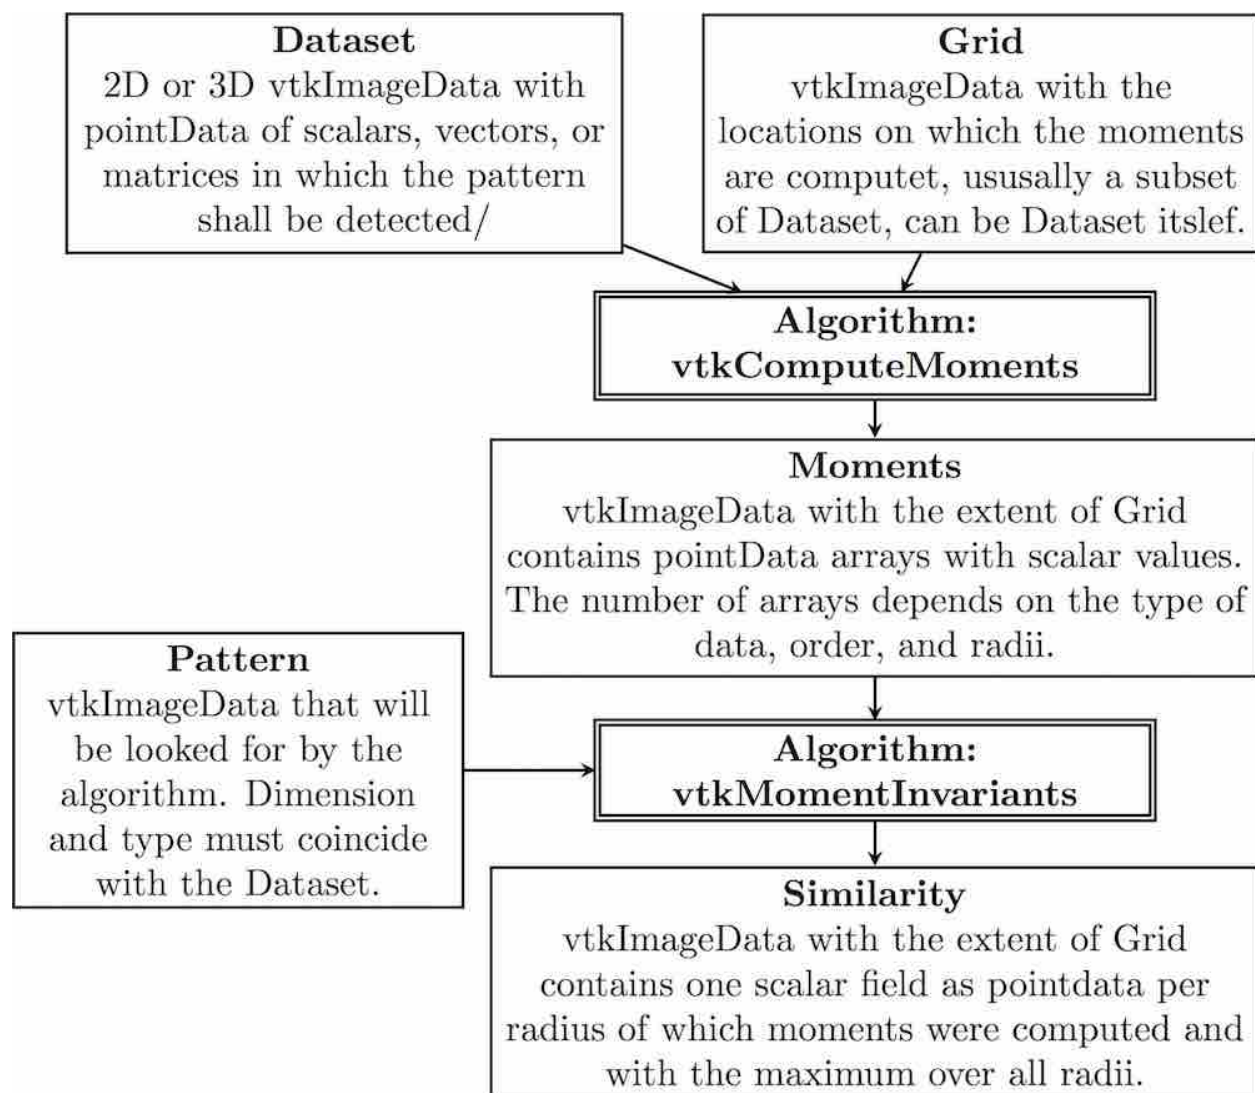 Dataset
2D or 3D vtkImageData with
pointData of scalars, vectors, or
matrices in which the pattern
shall be detected/
Grid
vtkImageData with the
locations on which the moments
are computet, ususally a subset
of Dataset, can be Dataset itslef.
Algorithm:
vtkComputeMoments
Moments
vtkImageData with the extent of Grid
contains pointData arrays with scalar values.
The number of arrays depends on the type of
data, order, and radii.
Pattern
vtkImageData that will
be looked for by the
algorithm. Dimension
and type must coincide
with the Dataset.
Algorithm:
vtkMomentInvariants
Similarity
vtkImageData with the extent of Grid
contains one scalar field as pointdata per
radius of which moments were computed and
with the maximum over all radii.